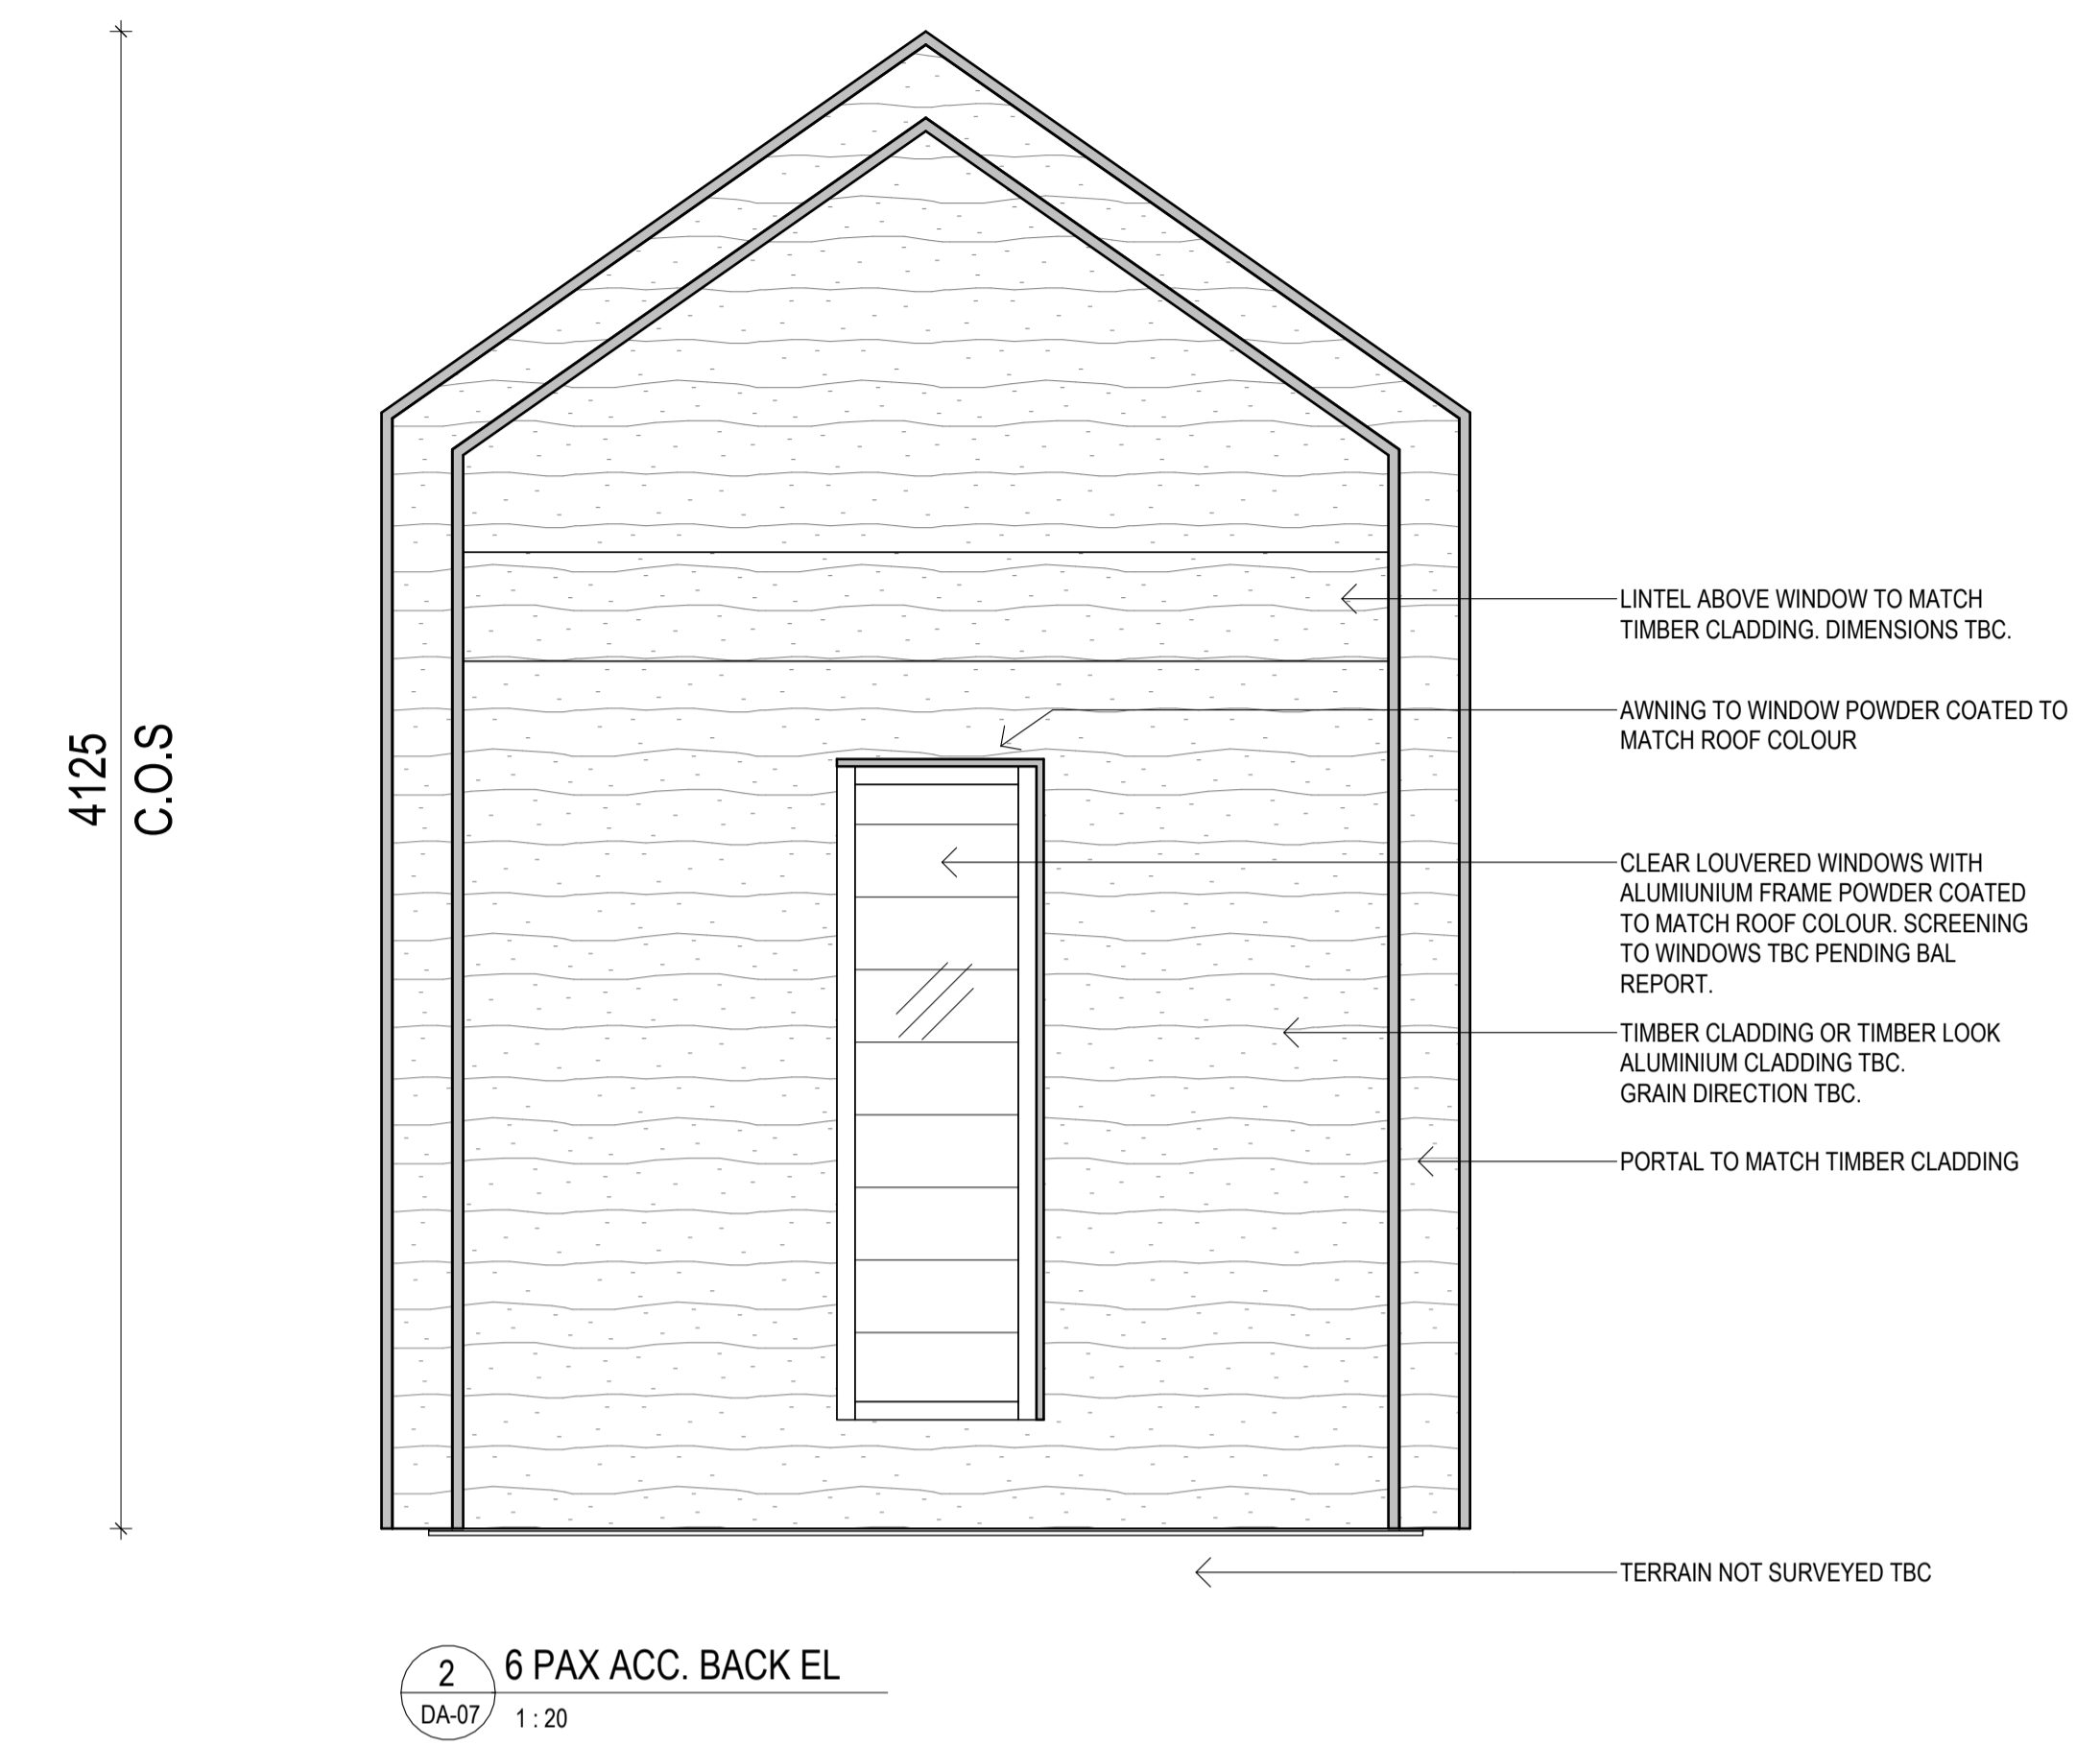 4125
C.O.S
LINTEL ABOVE WINDOW TO MATCH
TIMBER CLADDING. DIMENSIONS TBC.
AWNING TO WINDOW POWDER COATED TO
MATCH ROOF COLOUR
CLEAR LOUVERED WINDOWS WITH
ALUMIUNIUM FRAME POWDER COATED
TO MATCH ROOF COLOUR. SCREENING
TO WINDOWS TBC PENDING BAL
REPORT.
TIMBER CLADDING OR TIMBER LOOK
ALUMINIUM CLADDING TBC.
GRAIN DIRECTION TBC.
PORTAL TO MATCH TIMBER CLADDING
TERRAIN NOT SURVEYED TBC
2
DA-07
6 PAX ACC. BACK EL
1 : 20